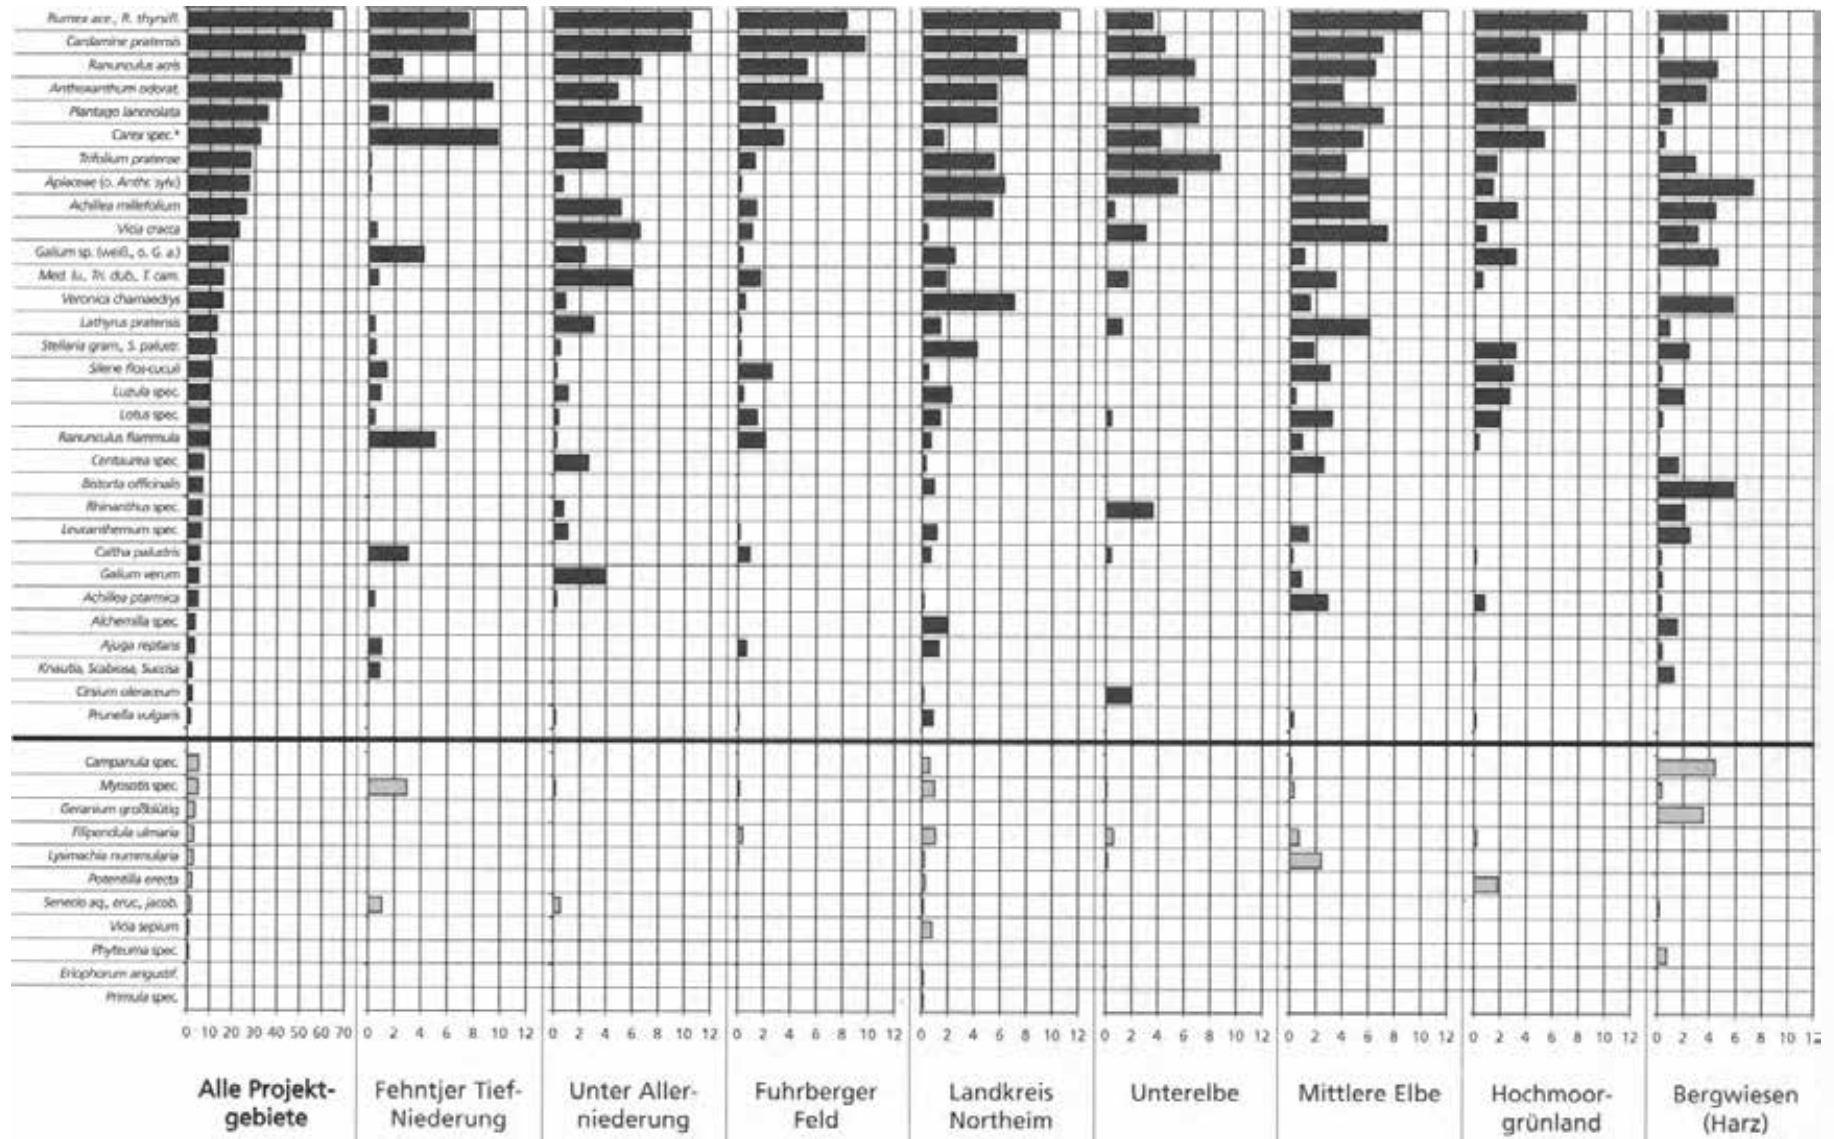 Rumex ace., R. thyrsifl.
Cardamine pratensis
Ranunculus acris
Anthoxanthum odorat.
Plantago lanceolata
Carex spec.*
Trifolium pratense
Apiaceae (o. Anthr. sylv.)
Achillea millefolium
Vicia cracca
Galium sp. (weiß., o. G. a.)
Med. lu., Tri. dub., T. cam.
Veronica chamaedrys
Lathyrus pratensis
Stellaria gram., S. palustr.
Silene flos-cuculi
Luzula spec.
Lotus spec.
Ranunculus flammula
Centaurea spec.
Bistorta officinalis
Rhinanthus spec.
Leucanthemum spec.
Caltha palustris
Galium verum
Achillea ptarmica
Alchemilla spec.
Ajuga reptans
Knautia, Scabiosa, Succisa
Cirsium oleraceum
Prunella vulgaris
Campanula spec.
Myosotis spec.
Geranium großblütig
Filipendula ulmaria
Lysimachia nummularia
Potentilla erecta
Senecio aq., eruc., jacob.
Vicia sepium
Phyteuma spec.
Eriophorum angustif.
Primula spec.
0 10 20 30 40 50 60 70
0 2 4 6 8 10 12
0 2 4 6 8 10 12
0 2 4 6 8 10 12
0 2 4 6 8 10 12
0 2 4 6 8 10 12
0 2 4 6 8 10 12
0 2 4 6 8 10 12
0 2 4 6 8 10 12
Alle Projekt-
gebiete
Fehntjer Tief-
Niederung
Unter Aller-
niederung
Fuhrberger
Feld
Landkreis
Northeim
Unterelbe
Mittlere Elbe
Hochmoor-
grünland
Bergwiesen
(Harz)